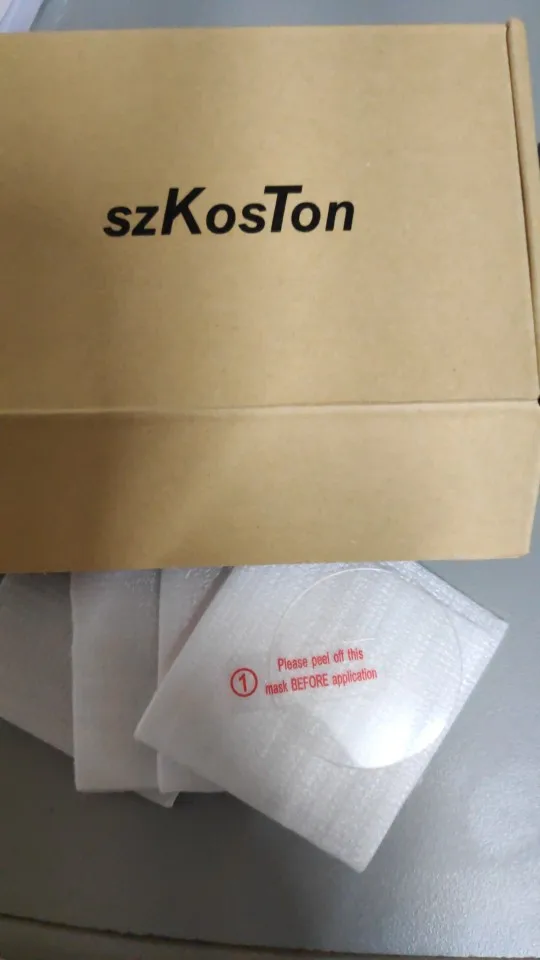 szKosTon
1
Please peel off this
mask BEFORE application